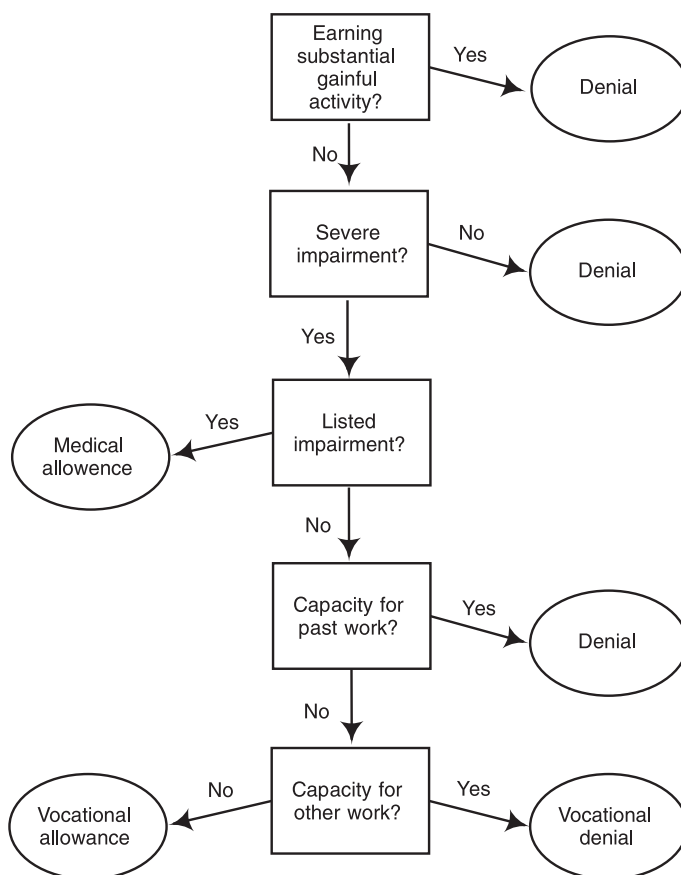 Earning
substantial
gainful
activity?
Yes
Denial
No
Severe
impairment?
No
Denial
Yes
Listed
impairment?
Yes
Medical
allowence
No
Capacity for
past work?
Yes
Denial
No
Capacity for
other work?
No
Vocational
allowance
Yes
Vocational
denial